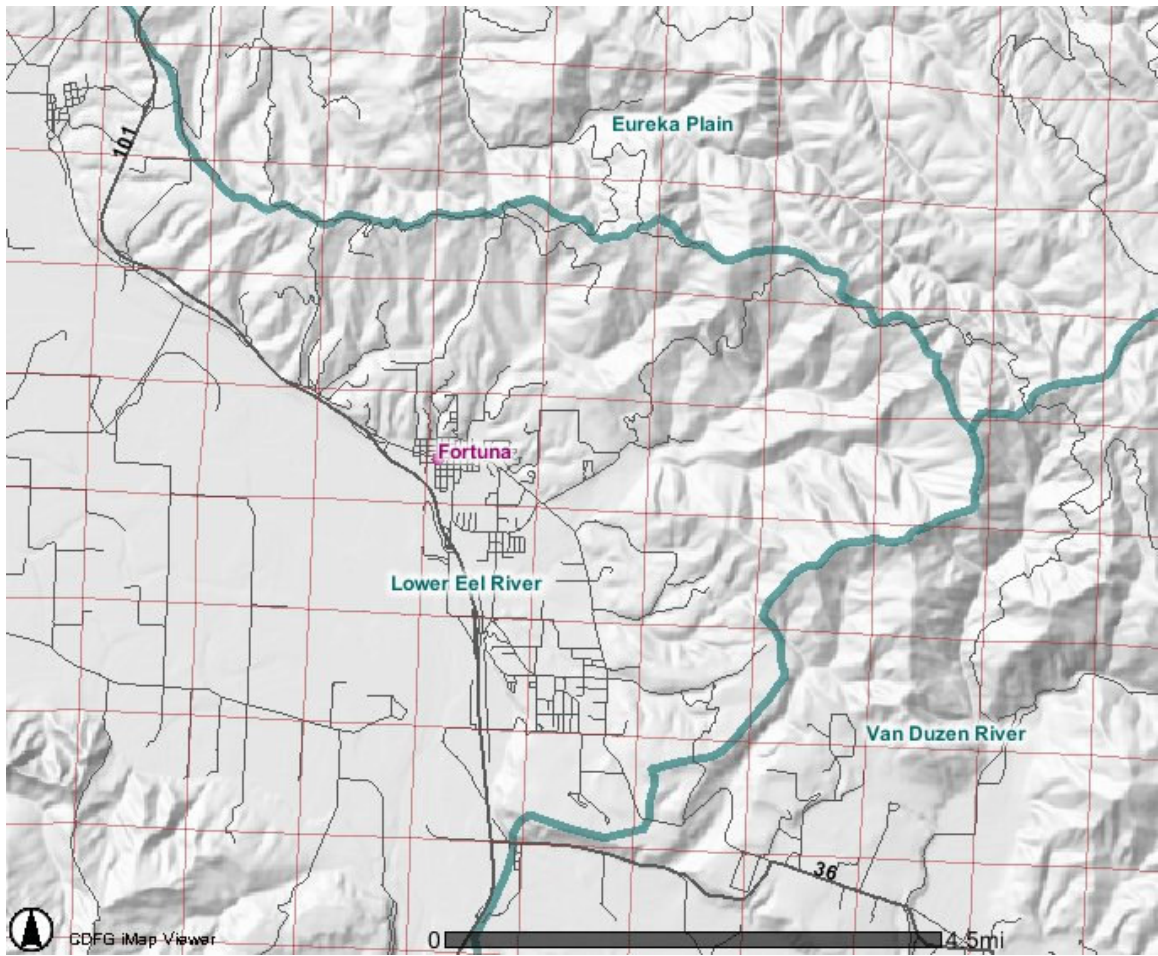 Eureka Plain
101
Fortuna
Lower Eel River
Van Duzen River
36
CDFG iMap Viewer
0
4.5mi